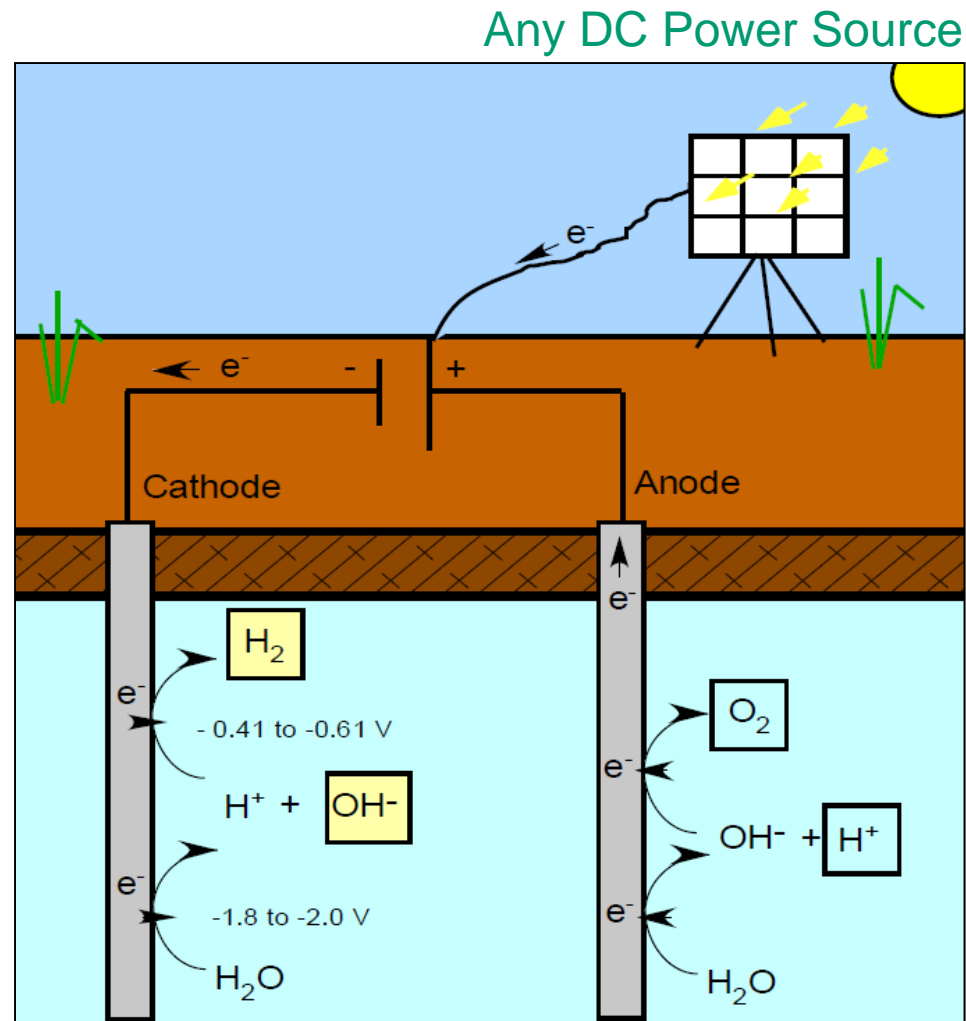 Any DC Power Source
e-
e- - +
Cathode Anode
e-
H2
e-
O2
- 0.41 to -0.61 V
e-
H+ + OH-
OH- + H+
e-
-1.8 to -2.0 V
e-
H2O
H2O